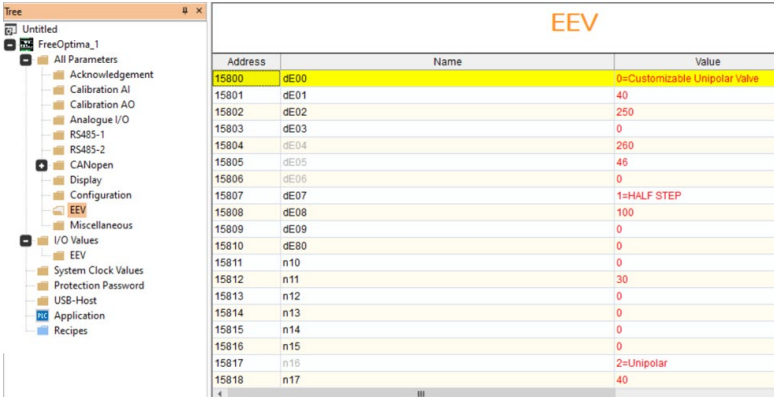 Tree
Untitled
FreeOptima_1
All Parameters
Acknowledgement
Calibration AI
Calibration AO
Analogue I/O
RS485-1
RS485-2
CANopen
Display
Configuration
EEV
Miscellaneous
I/O Values
EEV
System Clock Values
Protection Password
USB-Host
PLC Application
Recipes
EEV
Address Name Value
15800 dE00 0=Customizable Unipolar Valve
15801 dE01 40
15802 dE02 250
15803 dE03 0
15804 dE04 260
15805 dE05 46
15806 dE06 0
15807 dE07 1=HALF STEP
15808 dE08 100
15809 dE09 0
15810 dE80 0
15811 n10 0
15812 n11 30
15813 n12 0
15814 n13 0
15815 n14 0
15816 n15 0
15817 n16 2=Unipolar
15818 n17 40